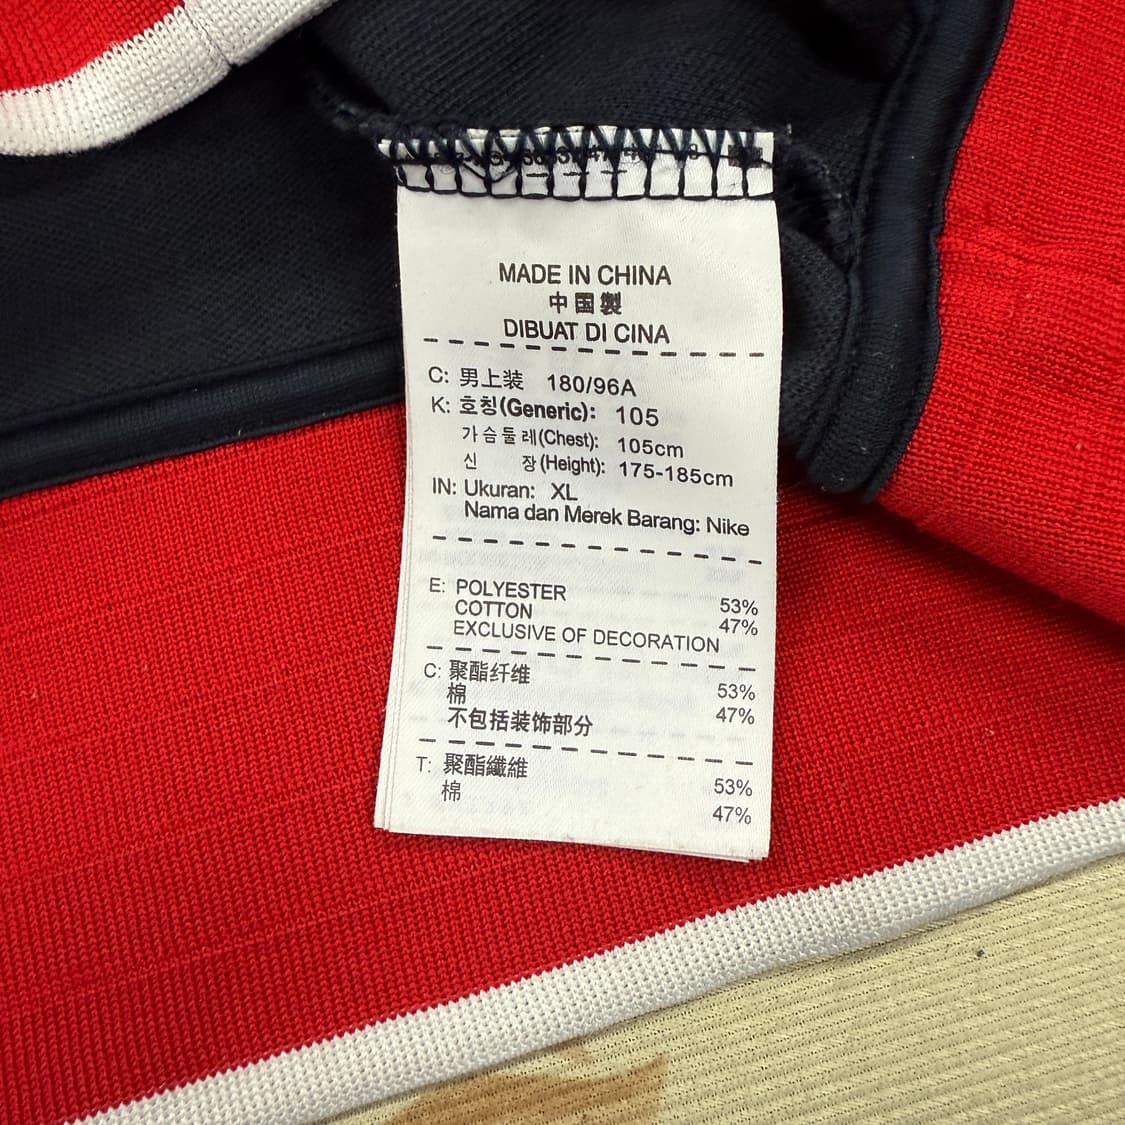 MADE IN CHINA
中国製
DIBUAT DI CINA
C: 男上装 180/96A
K: 호칭(Generic): 105
가슴둘레(Chest): 105cm
신 장(Height): 175-185cm
IN: Ukuran: XL
Nama dan Merek Barang: Nike
E: POLYESTER 53%
COTTON 47%
EXCLUSIVE OF DECORATION
C: 聚酯纤维 53%
棉 47%
不包括装饰部分
T: 聚酯纖維 53%
棉 47%